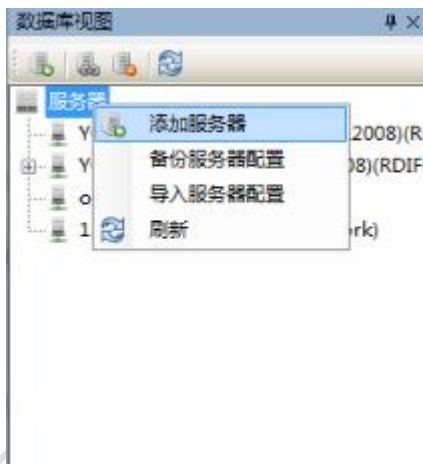 数据库视图
服务器
添加服务器
备份服务器配置
导入服务器配置
刷新
Y
2008)(R
Y
08)(RDIF
o
1
rk)